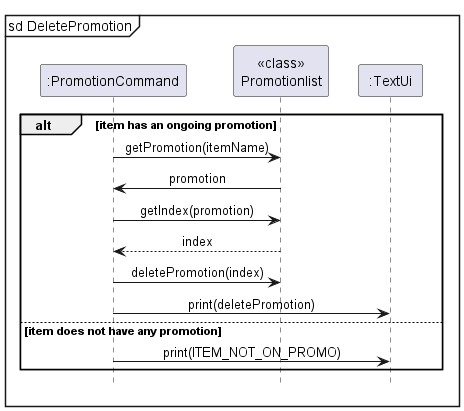 sd DeletePromotion
:PromotionCommand
«class»
Promotionlist
:TextUi
alt
[item has an ongoing promotion]
getPromotion(itemName)
promotion
getIndex(promotion)
index
deletePromotion(index)
print(deletePromotion)
[item does not have any promotion]
print(ITEM_NOT_ON_PROMO)